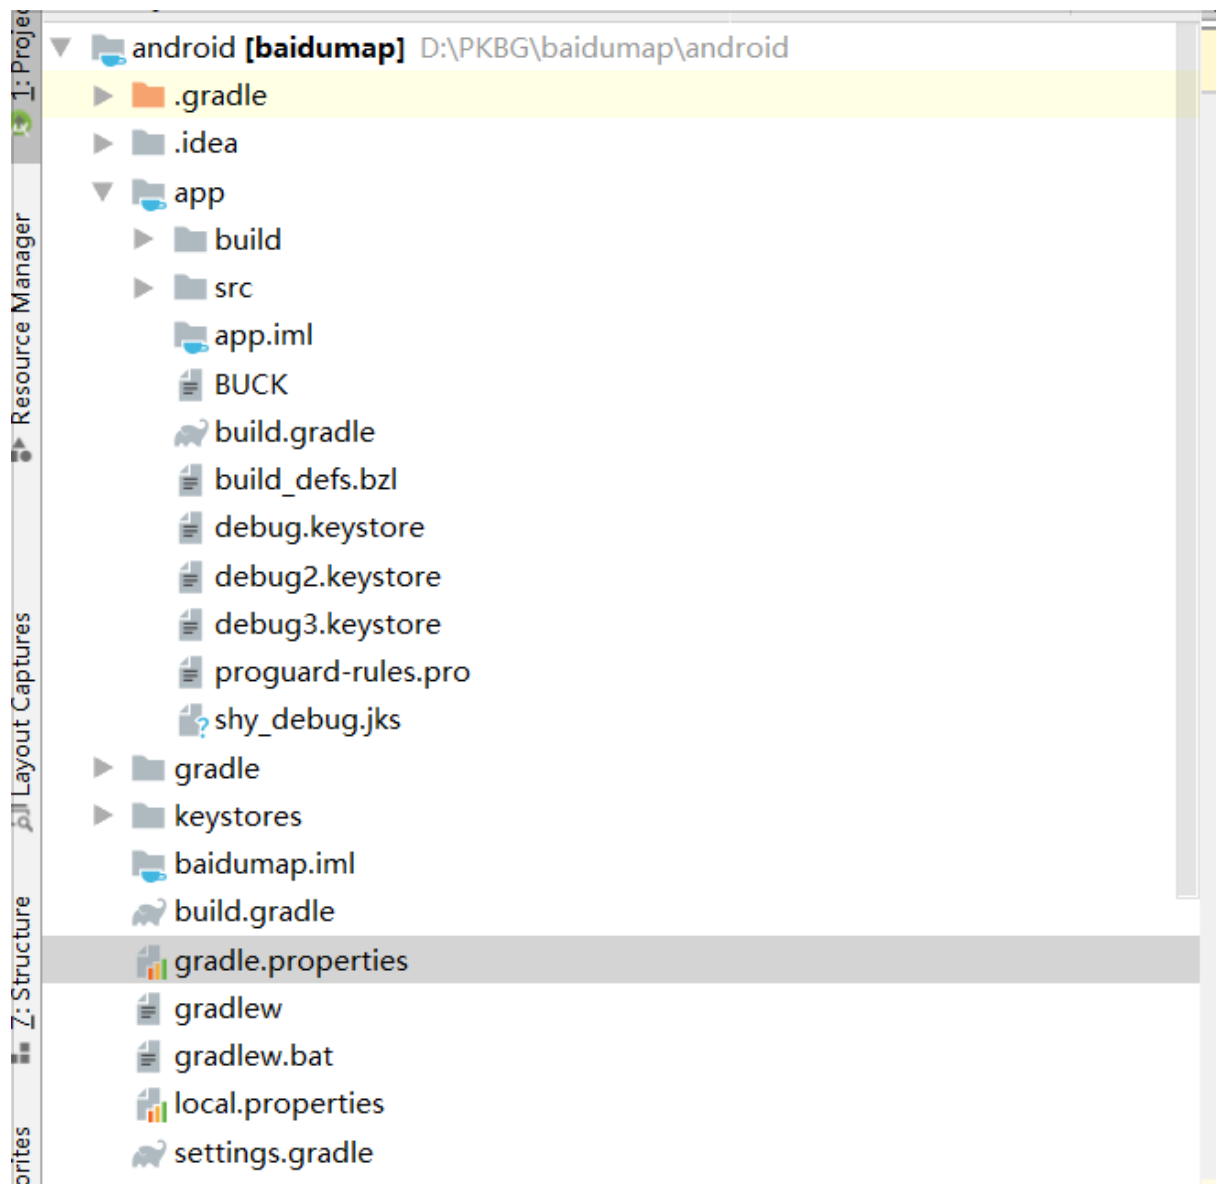 1: Projec
android [baidumap] D:\PKBG\baidumap\android
.gradle
.idea
app
build
src
app.iml
BUCK
build.gradle
build_defs.bzl
debug.keystore
debug2.keystore
debug3.keystore
proguard-rules.pro
shy_debug.jks
gradle
keystores
baidumap.iml
build.gradle
gradle.properties
gradlew
gradlew.bat
local.properties
settings.gradle
Resource Manager
Layout Captures
7: Structure
orites